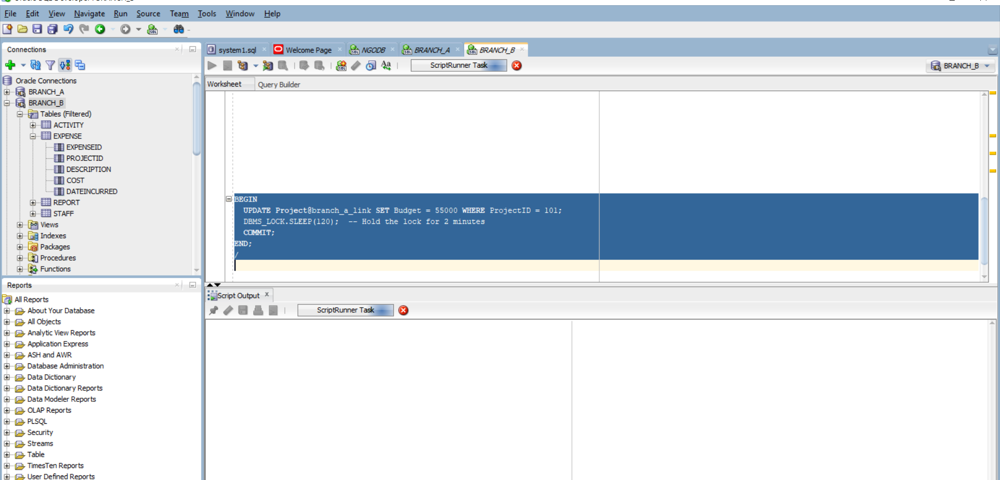 File Edit View Navigate Run Source Team Tools Window Help
Connections
Oracle Connections
BRANCH_A
BRANCH_B
Tables (Filtered)
ACTIVITY
EXPENSE
EXPENSEID
PROJECTID
DESCRIPTION
COST
DATEINCURRED
REPORT
STAFF
Views
Indexes
Packages
Procedures
Functions
Reports
All Reports
About Your Database
All Objects
Analytic View Reports
Application Express
ASH and AWR
Database Administration
Data Dictionary
Data Dictionary Reports
Data Modeler Reports
OLAP Reports
PLSQL
Security
Streams
Table
TimesTen Reports
User Defined Reports
system1.sql Welcome Page NGODB BRANCH_A BRANCH_B
ScriptRunner Task
BRANCH_B
Worksheet Query Builder
BEGIN
UPDATE Project@branch_a_link SET Budget = 55000 WHERE ProjectID = 101;
DBMS_LOCK.SLEEP(120); -- Hold the lock for 2 minutes
COMMIT;
END;
/
Script Output
ScriptRunner Task